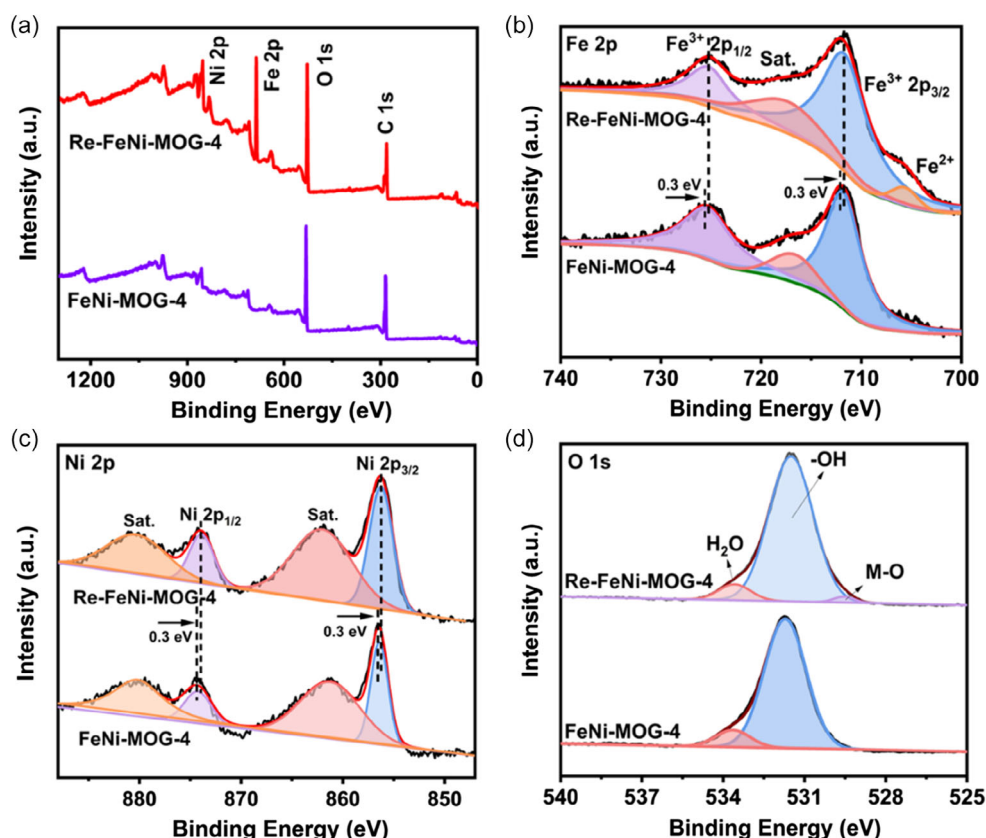 (a)
Ni 2p
Fe 2p
O 1s
C 1s
Re-FeNi-MOG-4
FeNi-MOG-4
Intensity (a.u.)
1200 900 600 300 0
Binding Energy (eV)
(b)
Fe 2p
Fe³⁺ 2p₁/₂
Sat.
Fe³⁺ 2p₃/₂
Re-FeNi-MOG-4
Fe²⁺
0.3 eV
0.3 eV
FeNi-MOG-4
Intensity (a.u.)
740 730 720 710 700
Binding Energy (eV)
(c)
Ni 2p
Ni 2p₃/₂
Sat.
Ni 2p₁/₂
Sat.
Re-FeNi-MOG-4
0.3 eV
0.3 eV
FeNi-MOG-4
Intensity (a.u.)
880 870 860 850
Binding Energy (eV)
(d)
O 1s
-OH
H₂O
M-O
Re-FeNi-MOG-4
FeNi-MOG-4
Intensity (a.u.)
540 537 534 531 528 525
Binding Energy (eV)